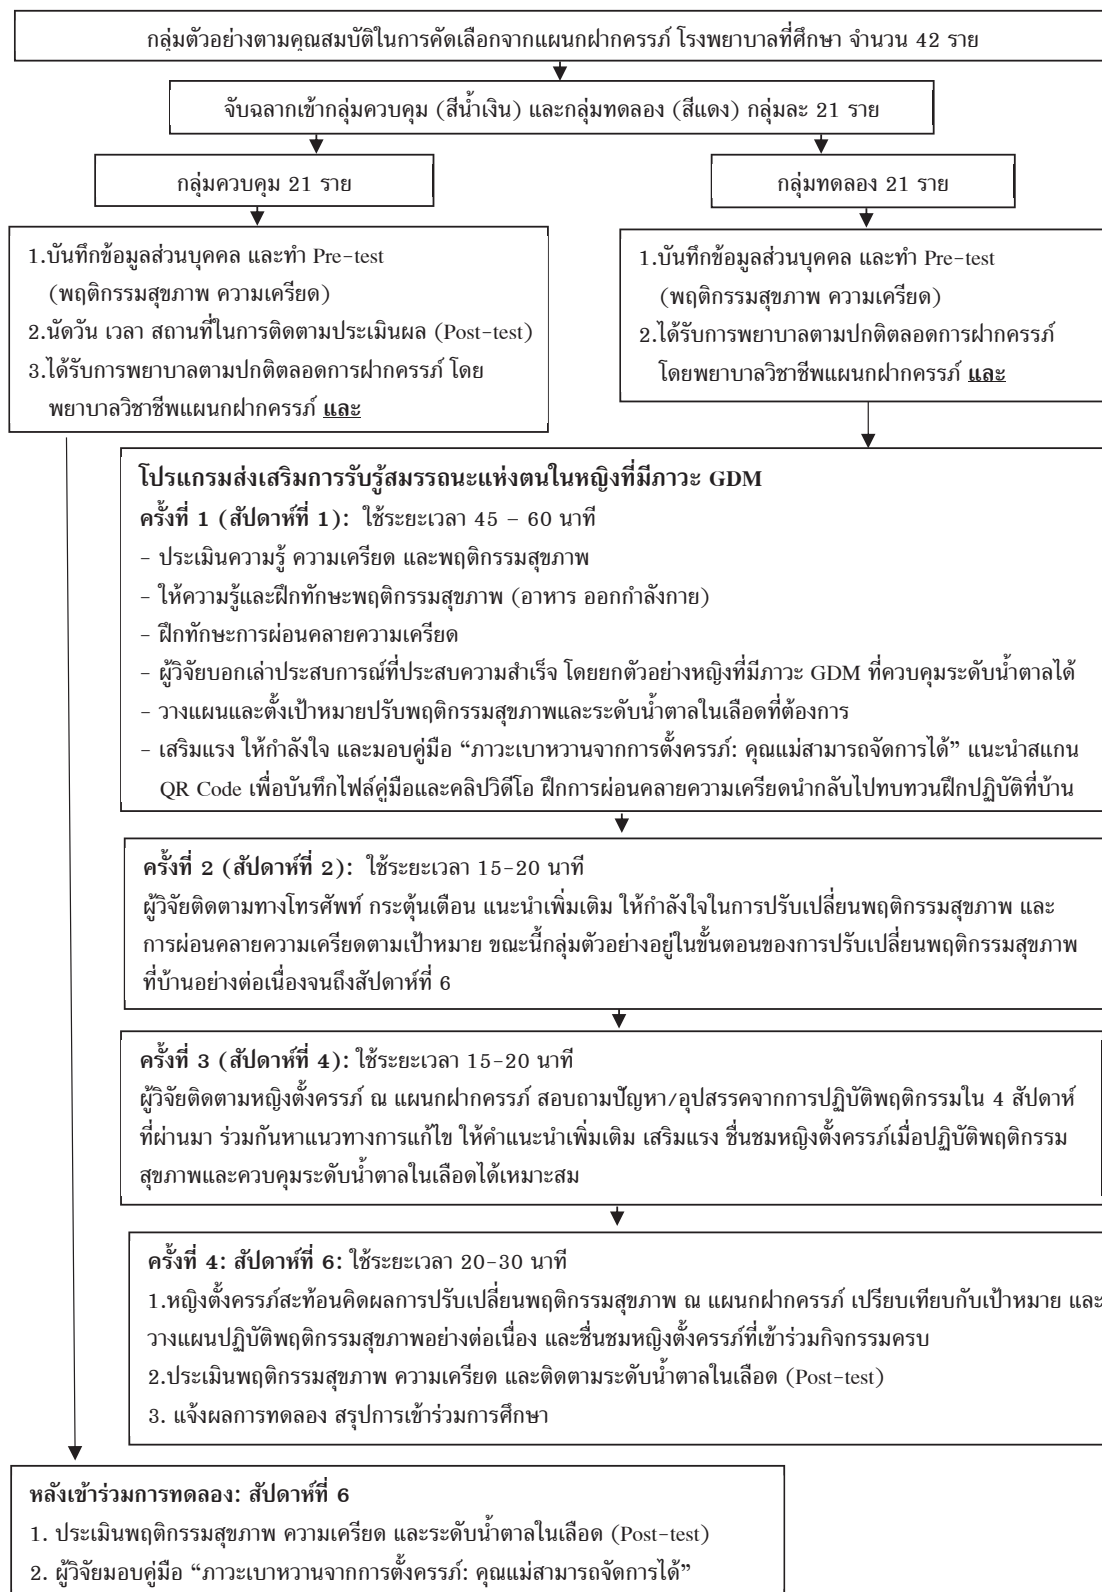 กลุ่มตัวอย่างตามคุณสมบัติในการคัดเลือกจากแผนกฝากครรภ์ โรงพยาบาลที่ศึกษา จำนวน 42 ราย
จับฉลากเข้ากลุ่มควบคุม (สีน้ำเงิน) และกลุ่มทดลอง (สีแดง) กลุ่มละ 21 ราย
กลุ่มควบคุม 21 ราย
กลุ่มทดลอง 21 ราย
1.บันทึกข้อมูลส่วนบุคคล และทำ Pre-test
(พฤติกรรมสุขภาพ ความเครียด)
2.นัดวัน เวลา สถานที่ในการติดตามประเมินผล (Post-test)
3.ได้รับการพยาบาลตามปกติตลอดการฝากครรภ์ โดย
พยาบาลวิชาชีพแผนกฝากครรภ์ และ
1.บันทึกข้อมูลส่วนบุคคล และทำ Pre-test
(พฤติกรรมสุขภาพ ความเครียด)
2.ได้รับการพยาบาลตามปกติตลอดการฝากครรภ์
โดยพยาบาลวิชาชีพแผนกฝากครรภ์ และ
โปรแกรมส่งเสริมการรับรู้สมรรถนะแห่งตนในหญิงที่มีภาวะ GDM
ครั้งที่ 1 (สัปดาห์ที่ 1): ใช้ระยะเวลา 45 – 60 นาที
- ประเมินความรู้ ความเครียด และพฤติกรรมสุขภาพ
- ให้ความรู้และฝึกทักษะพฤติกรรมสุขภาพ (อาหาร ออกกำลังกาย)
- ฝึกทักษะการผ่อนคลายความเครียด
- ผู้วิจัยบอกเล่าประสบการณ์ที่ประสบความสำเร็จ โดยยกตัวอย่างหญิงที่มีภาวะ GDM ที่ควบคุมระดับน้ำตาลได้
- วางแผนและตั้งเป้าหมายปรับพฤติกรรมสุขภาพและระดับน้ำตาลในเลือดที่ต้องการ
- เสริมแรง ให้กำลังใจ และมอบคู่มือ “ภาวะเบาหวานจากการตั้งครรภ์: คุณแม่สามารถจัดการได้” แนะนำสแกน
QR Code เพื่อบันทึกไฟล์คู่มือและคลิปวิดีโอ ฝึกการผ่อนคลายความเครียดนำกลับไปทบทวนฝึกปฏิบัติที่บ้าน
ครั้งที่ 2 (สัปดาห์ที่ 2): ใช้ระยะเวลา 15-20 นาที
ผู้วิจัยติดตามทางโทรศัพท์ กระตุ้นเตือน แนะนำเพิ่มเติม ให้กำลังใจในการปรับเปลี่ยนพฤติกรรมสุขภาพ และ
การผ่อนคลายความเครียดตามเป้าหมาย ขณะนี้กลุ่มตัวอย่างอยู่ในขั้นตอนของการปรับเปลี่ยนพฤติกรรมสุขภาพ
ที่บ้านอย่างต่อเนื่องจนถึงสัปดาห์ที่ 6
ครั้งที่ 3 (สัปดาห์ที่ 4): ใช้ระยะเวลา 15-20 นาที
ผู้วิจัยติดตามหญิงตั้งครรภ์ ณ แผนกฝากครรภ์ สอบถามปัญหา/อุปสรรคจากการปฏิบัติพฤติกรรมใน 4 สัปดาห์
ที่ผ่านมา ร่วมกันหาแนวทางการแก้ไข ให้คำแนะนำเพิ่มเติม เสริมแรง ชื่นชมหญิงตั้งครรภ์เมื่อปฏิบัติพฤติกรรม
สุขภาพและควบคุมระดับน้ำตาลในเลือดได้เหมาะสม
ครั้งที่ 4: สัปดาห์ที่ 6: ใช้ระยะเวลา 20-30 นาที
1.หญิงตั้งครรภ์สะท้อนคิดผลการปรับเปลี่ยนพฤติกรรมสุขภาพ ณ แผนกฝากครรภ์ เปรียบเทียบกับเป้าหมาย และ
วางแผนปฏิบัติพฤติกรรมสุขภาพอย่างต่อเนื่อง และชื่นชมหญิงตั้งครรภ์ที่เข้าร่วมกิจกรรมครบ
2.ประเมินพฤติกรรมสุขภาพ ความเครียด และติดตามระดับน้ำตาลในเลือด (Post-test)
3. แจ้งผลการทดลอง สรุปการเข้าร่วมการศึกษา
หลังเข้าร่วมการทดลอง: สัปดาห์ที่ 6
1. ประเมินพฤติกรรมสุขภาพ ความเครียด และระดับน้ำตาลในเลือด (Post-test)
2. ผู้วิจัยมอบคู่มือ “ภาวะเบาหวานจากการตั้งครรภ์: คุณแม่สามารถจัดการได้”